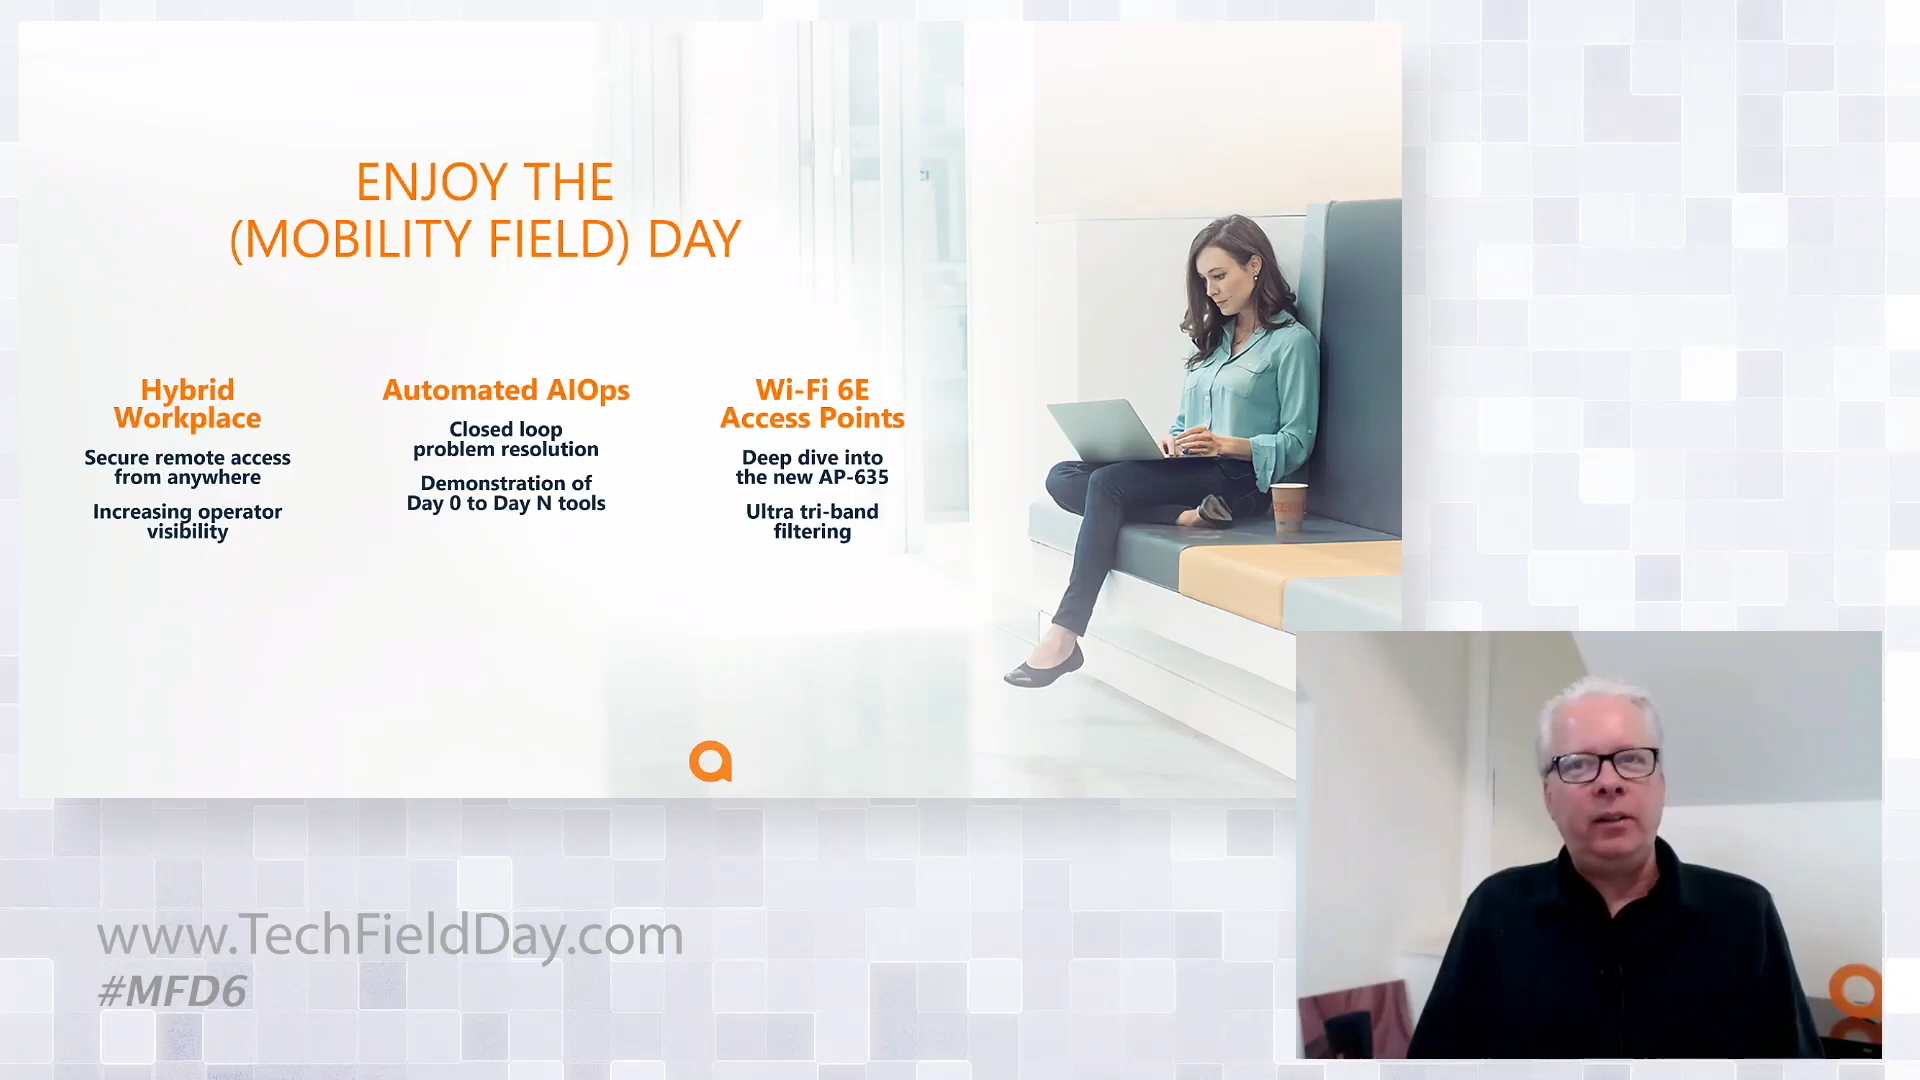 ENJOY THE
(MOBILITY FIELD) DAY
Hybrid
Workplace
Secure remote access
from anywhere
Increasing operator
visibility
Automated AIOps
Closed loop
problem resolution
Demonstration of
Day 0 to Day N tools
Wi-Fi 6E
Access Points
Deep dive into
the new AP-635
Ultra tri-band
filtering
www.TechFieldDay.com
#MFD6